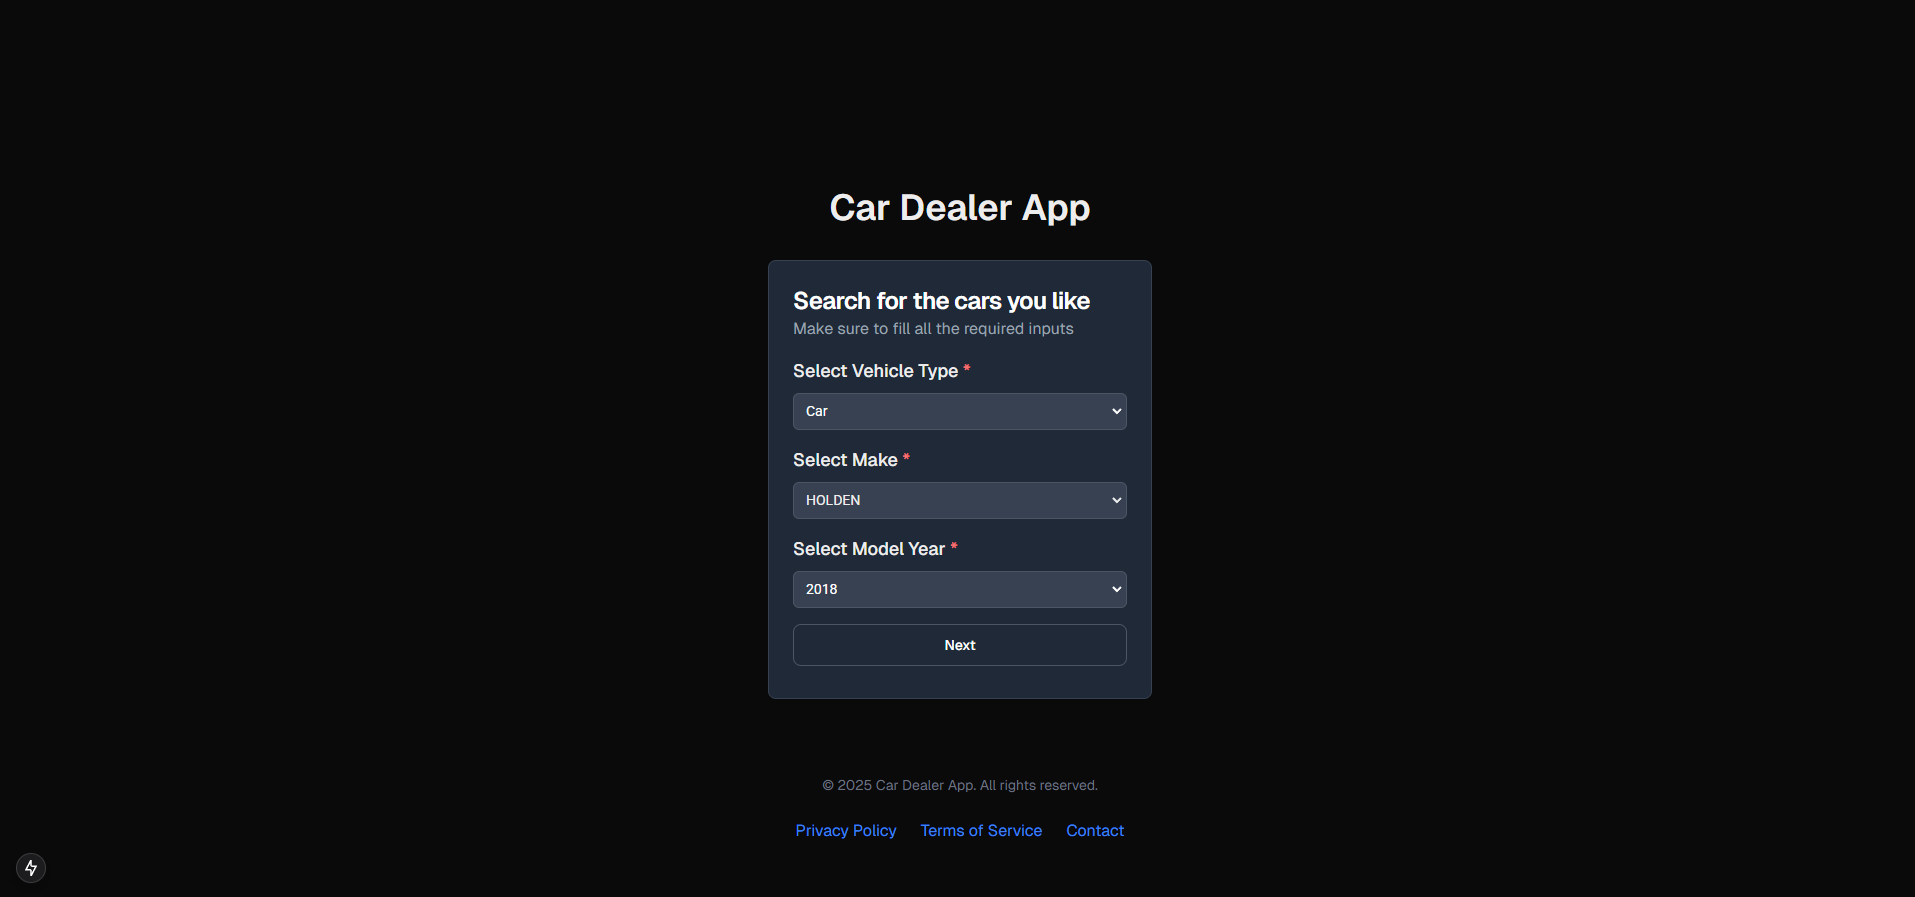 Car Dealer App
Search for the cars you like
Make sure to fill all the required inputs
Select Vehicle Type *
Car
Select Make *
HOLDEN
Select Model Year *
2018
Next
© 2025 Car Dealer App. All rights reserved.
Privacy Policy Terms of Service Contact